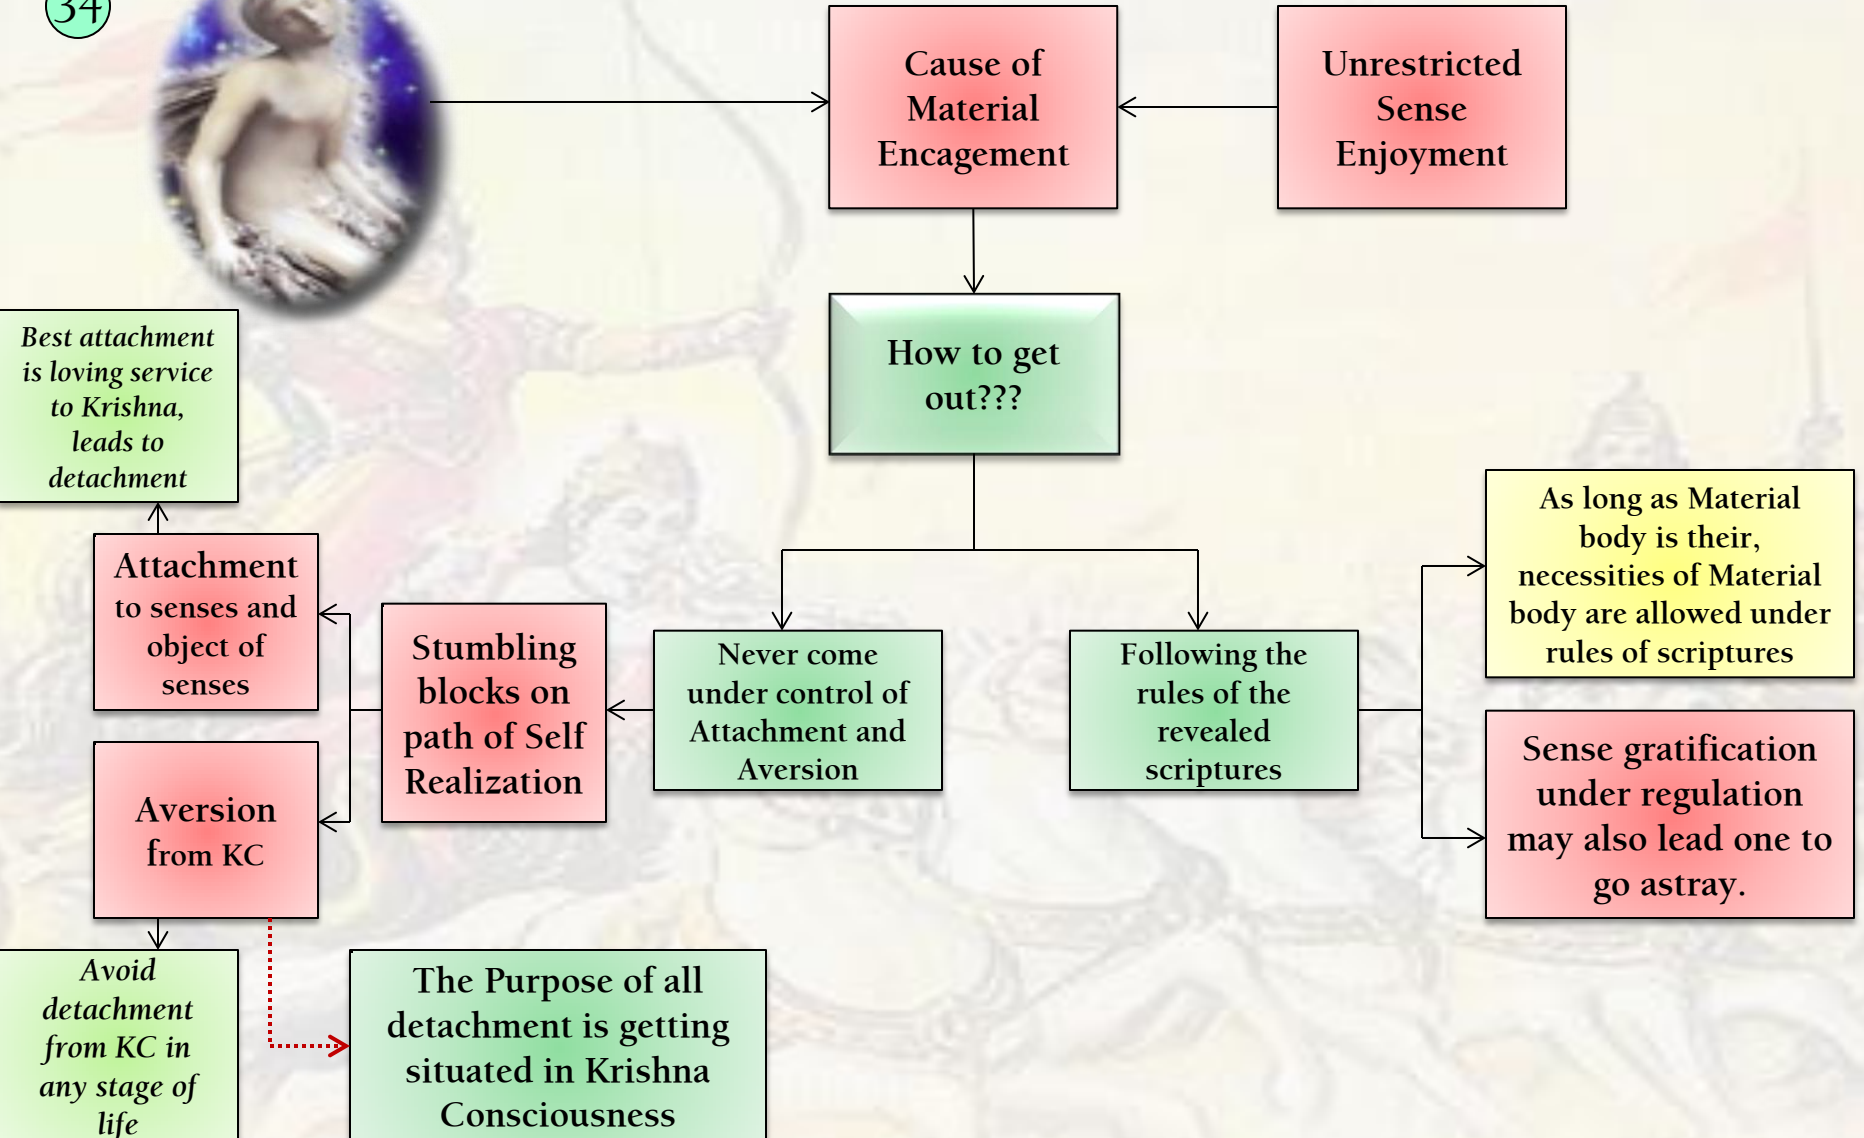 34
Cause of
Material
Encagement
Unrestricted
Sense
Enjoyment
How to get
out???
Best attachment
is loving service
to Krishna,
leads to
detachment
Attachment
to senses and
object of
senses
Stumbling
blocks on
path of Self
Realization
Never come
under control of
Attachment and
Aversion
Following the
rules of the
revealed
scriptures
As long as Material
body is their,
necessities of Material
body are allowed under
rules of scriptures
Sense gratification
under regulation
may also lead one to
go astray.
Aversion
from KC
Avoid
detachment
from KC in
any stage of
life
The Purpose of all
detachment is getting
situated in Krishna
Consciousness